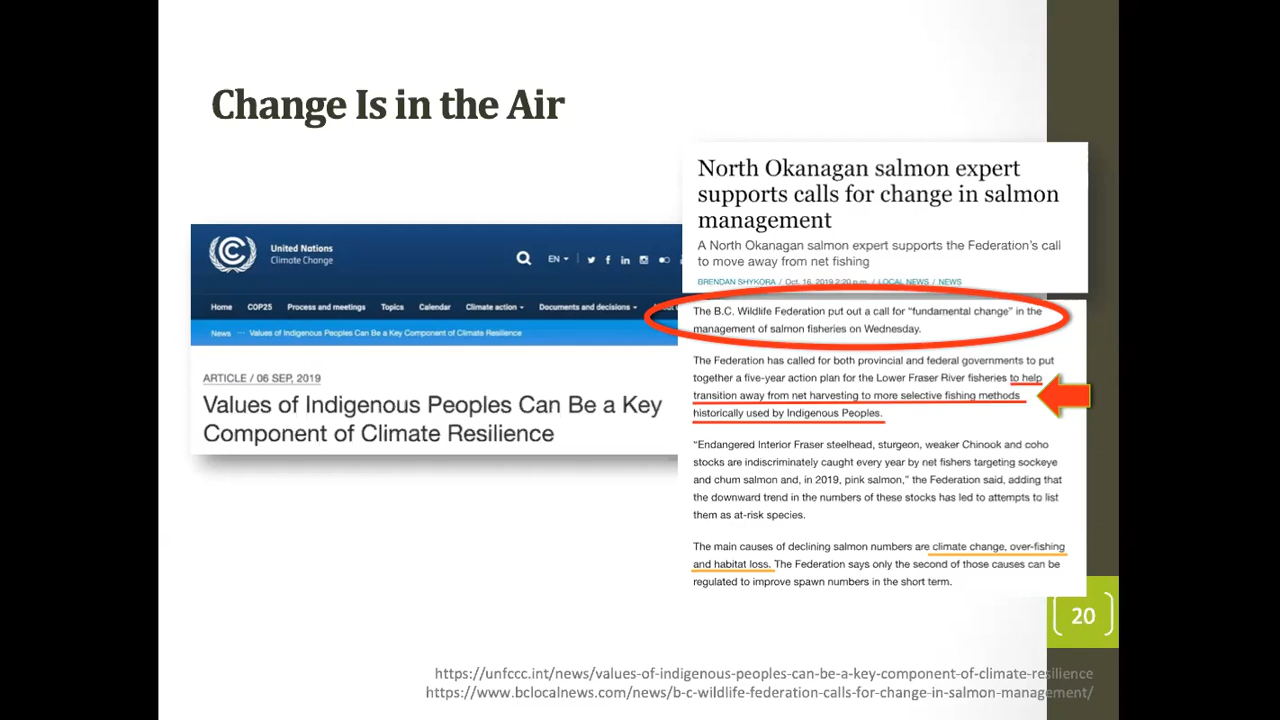 Change Is in the Air
United Nations
Climate Change
EN
Home COP25 Process and meetings Topics Calendar Climate action Documents and decisions
News ··· Values of Indigenous Peoples Can Be a Key Component of Climate Resilience
ARTICLE / 06 SEP, 2019
Values of Indigenous Peoples Can Be a Key
Component of Climate Resilience
North Okanagan salmon expert
supports calls for change in salmon
management
A North Okanagan salmon expert supports the Federation's call
to move away from net fishing
BRENDAN SHYKORA / Oct. 16, 2019 2:20 p.m. / LOCAL NEWS / NEWS
The B.C. Wildlife Federation put out a call for “fundamental change” in the
management of salmon fisheries on Wednesday.
The Federation has called for both provincial and federal governments to put
together a five-year action plan for the Lower Fraser River fisheries to help
transition away from net harvesting to more selective fishing methods
historically used by Indigenous Peoples.
“Endangered Interior Fraser steelhead, sturgeon, weaker Chinook and coho
stocks are indiscriminately caught every year by net fishers targeting sockeye
and chum salmon and, in 2019, pink salmon,” the Federation said, adding that
the downward trend in the numbers of these stocks has led to attempts to list
them as at-risk species.
The main causes of declining salmon numbers are climate change, over-fishing
and habitat loss. The Federation says only the second of those causes can be
regulated to improve spawn numbers in the short term.
20
https://unfccc.int/news/values-of-indigenous-peoples-can-be-a-key-component-of-climate-resilience
https://www.bclocalnews.com/news/b-c-wildlife-federation-calls-for-change-in-salmon-management/